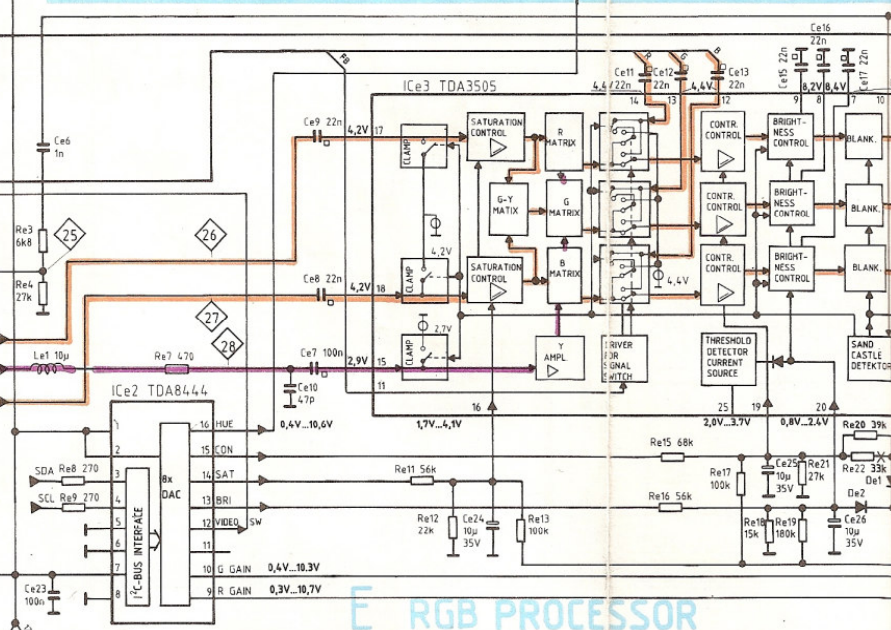 Ce16
22n
Ce15 22n
Ce17 22n
8,2V
8,4V
FB
R
G
B
Ce11
22n
Ce12
22n
Ce13
22n
4,4V
4,4V
ICe3 TDA3505
14
13
12
9
8
7
10
Ce6
1n
Ce9 22n
4,2V
17
CLAMP
SATURATION
CONTROL
R
MATRIX
CONTR.
CONTROL
BRIGHT-
NESS
CONTROL
BLANK.
Re3
6k8
25
26
G-Y
MATIX
G
MATRIX
CONTR.
CONTROL
BRIGHT-
NESS
CONTROL
BLANK.
4,2V
Re4
27k
Ce8 22n
4,2V
18
CLAMP
SATURATION
CONTROL
B
MATRIX
4,4V
CONTR.
CONTROL
BRIGHT-
NESS
CONTROL
BLANK.
27
28
2,7V
Le1 10µ
Re7 470
Ce7 100n
2,9V
15
CLAMP
Y
AMPL.
DRIVER
FOR
SIGNAL
SWITCH
THRESHOLD
DETECTOR
CURRENT
SOURCE
SAND
CASTLE
DETEKTOR
Ce10
47p
11
ICe2 TDA8444
16
25
19
20
1
16
HUE
0,4V...10,6V
1,7V...4,1V
2,0V...3,7V
0,8V...2,4V
Re20 39k
2
15
CON
Re15 68k
Re22 33k
De1
SDA
Re8 270
3
8x
DAC
14
SAT
Re11 56k
Re17
100k
Ce25
10µ
35V
Re21
27k
SCL
Re9 270
4
13
BRI
Re16 56k
De2
5
I²C-BUS INTERFACE
12
VIDEO SW
Re12
22k
Ce24
10µ
35V
Re13
100k
Re18
15k
Re19
180k
Ce26
10µ
35V
6
11
7
10
G GAIN
0,4V...10,3V
Ce23
100n
8
9
R GAIN
0,3V...10,7V
E RGB PROCESSOR